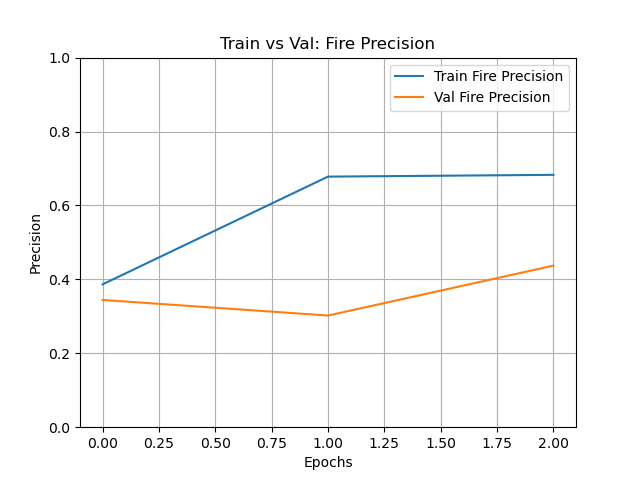 Train vs Val: Fire Precision
Train Fire Precision
Val Fire Precision
Precision
1.0
0.8
0.6
0.4
0.2
0.0
0.00 0.25 0.50 0.75 1.00 1.25 1.50 1.75 2.00
Epochs